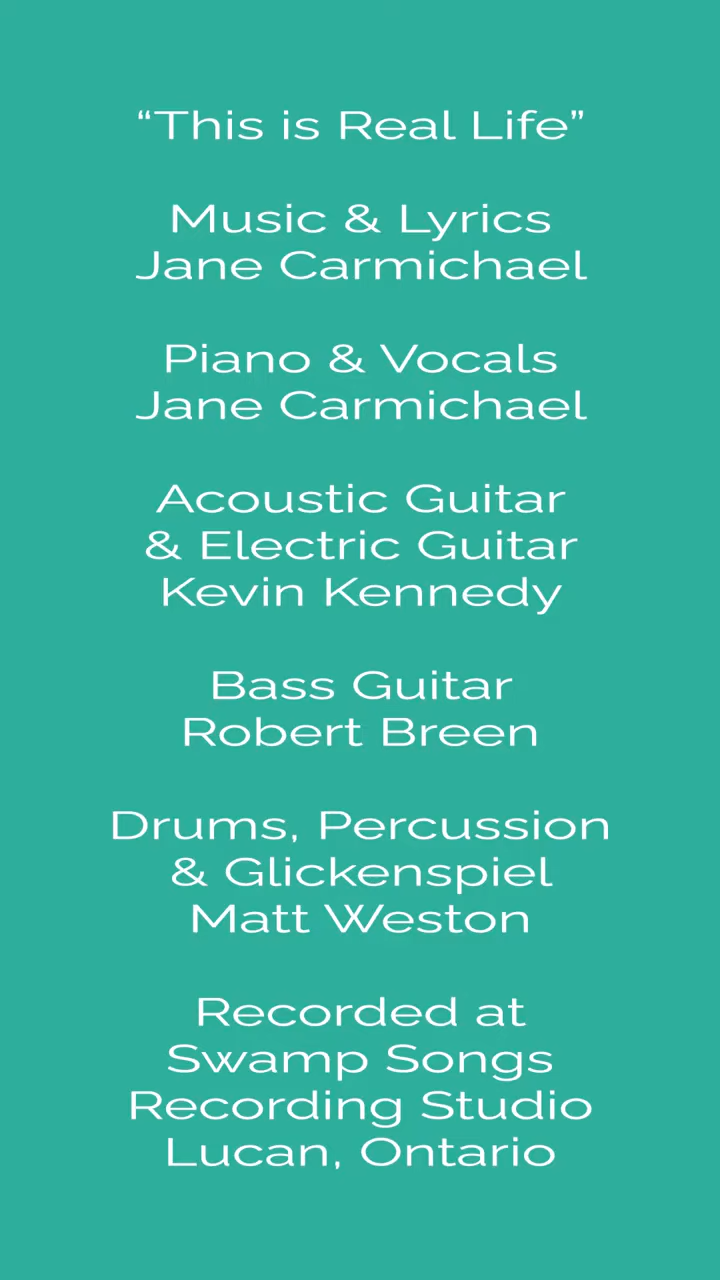 “This is Real Life”
Music & Lyrics
Jane Carmichael
Piano & Vocals
Jane Carmichael
Acoustic Guitar
& Electric Guitar
Kevin Kennedy
Bass Guitar
Robert Breen
Drums, Percussion
& Glickenspiel
Matt Weston
Recorded at
Swamp Songs
Recording Studio
Lucan, Ontario